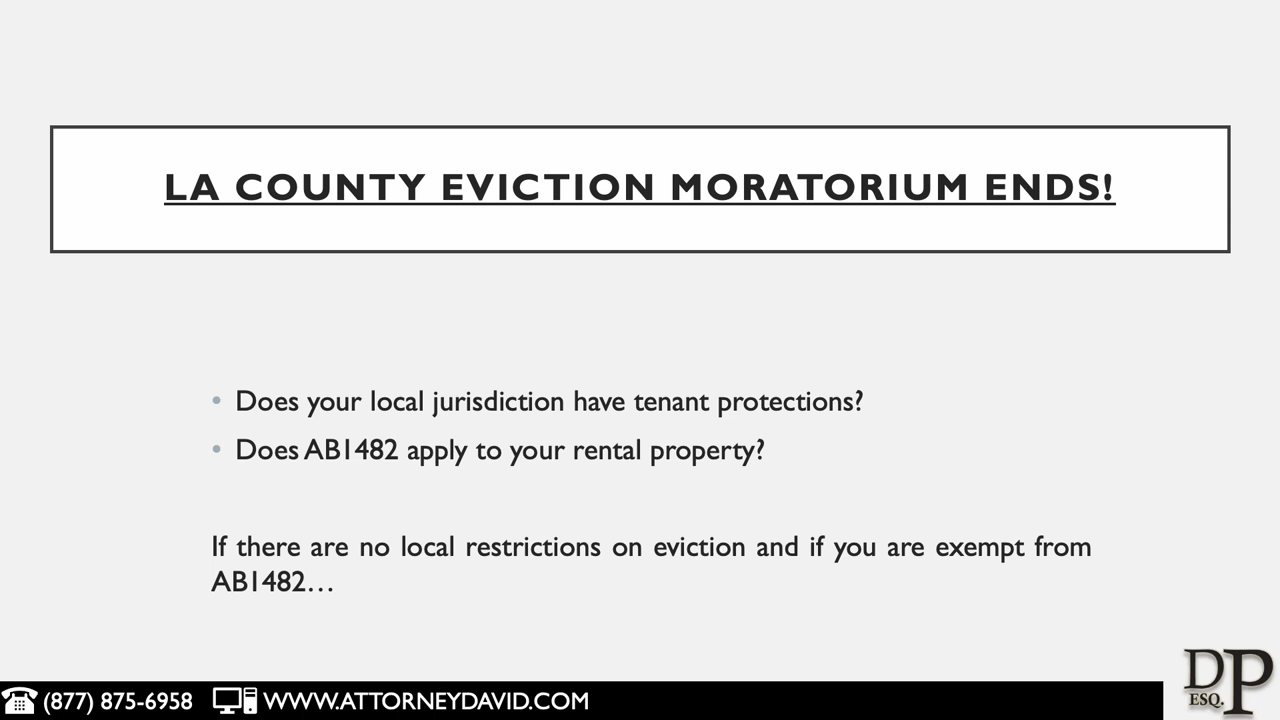 LA COUNTY EVICTION MORATORIUM ENDS!
• Does your local jurisdiction have tenant protections?
• Does AB1482 apply to your rental property?
If there are no local restrictions on eviction and if you are exempt from
AB1482…
(877) 875-6958 WWW.ATTORNEYDAVID.COM
DP
ESQ.